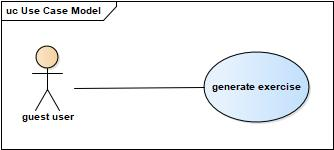 uc Use Case Model
generate exercise
guest user